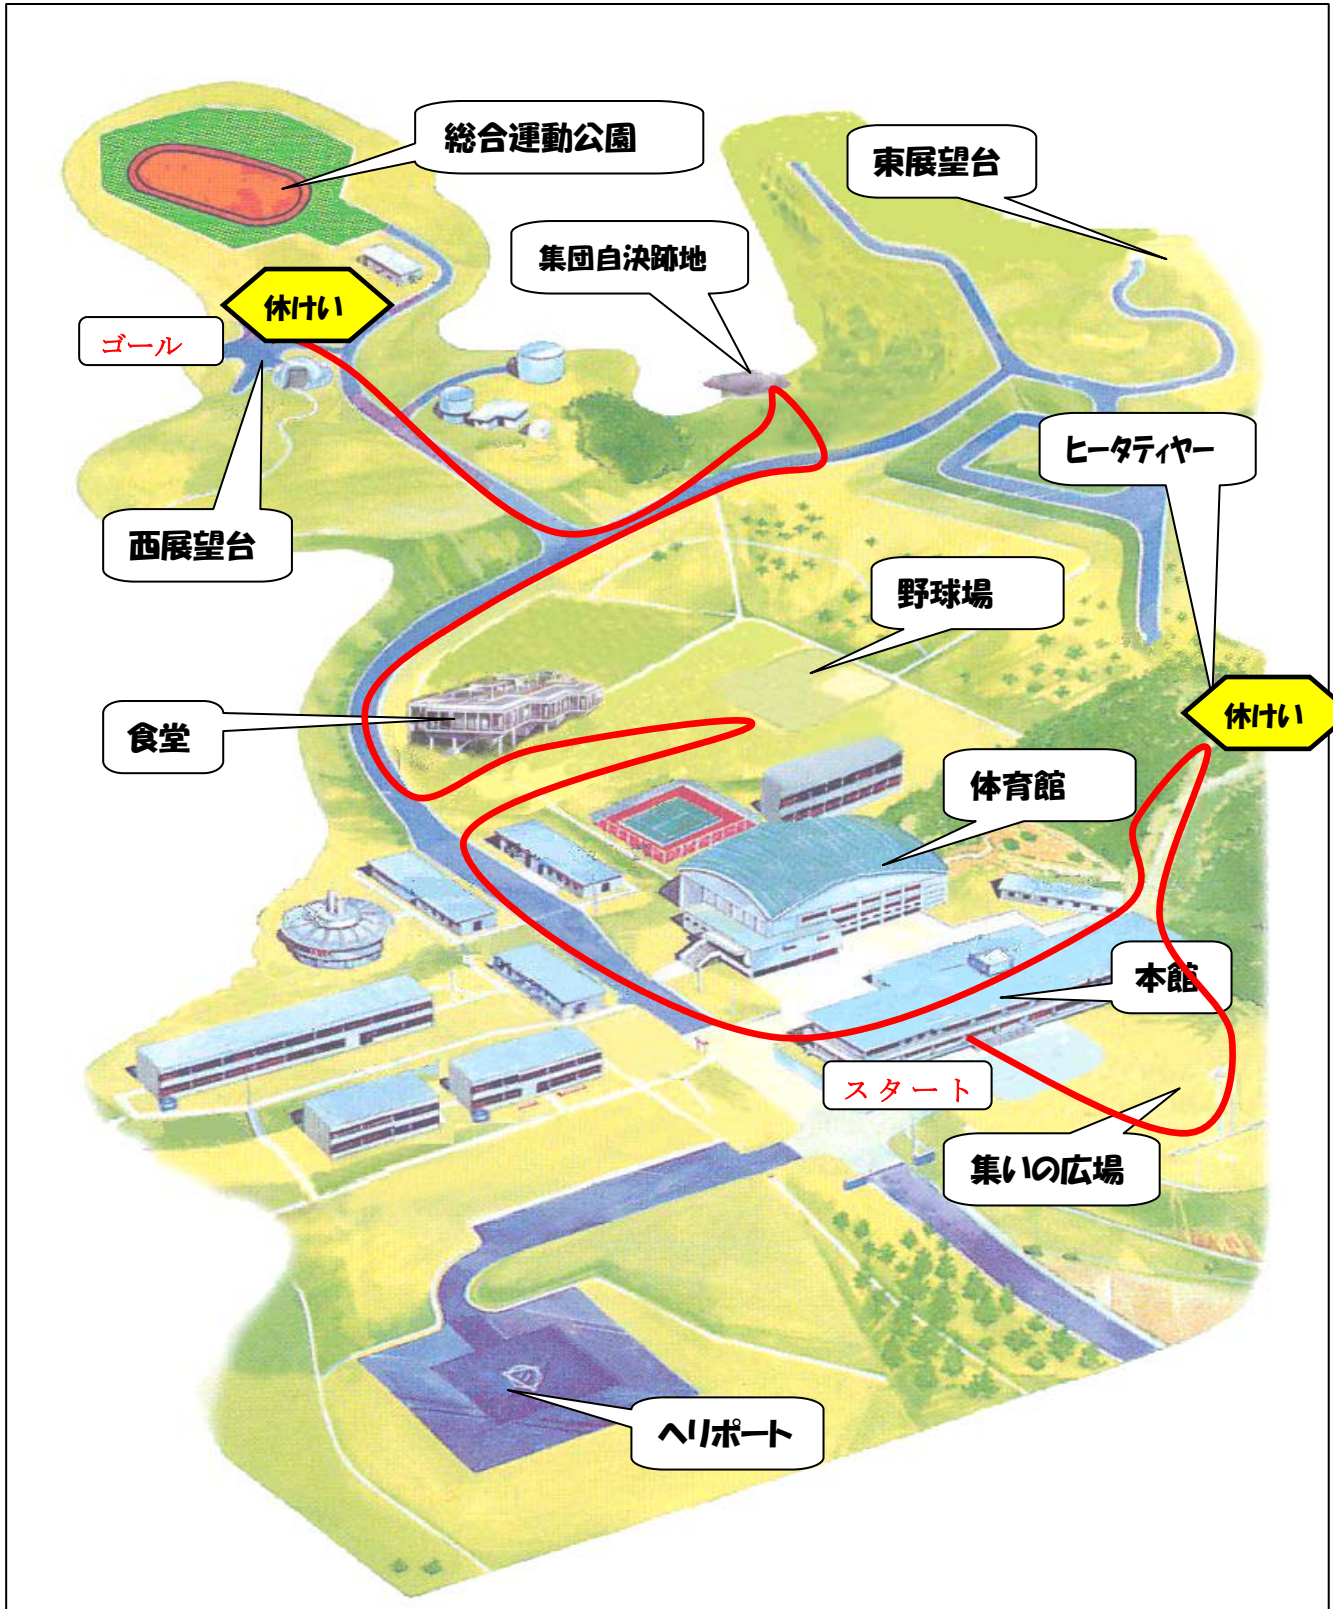 総合運動公園
東展望台
集団自決跡地
休けい
ゴール
ヒータティヤー
西展望台
野球場
食堂
休けい
体育館
本館
スタート
集いの広場
ヘリポート